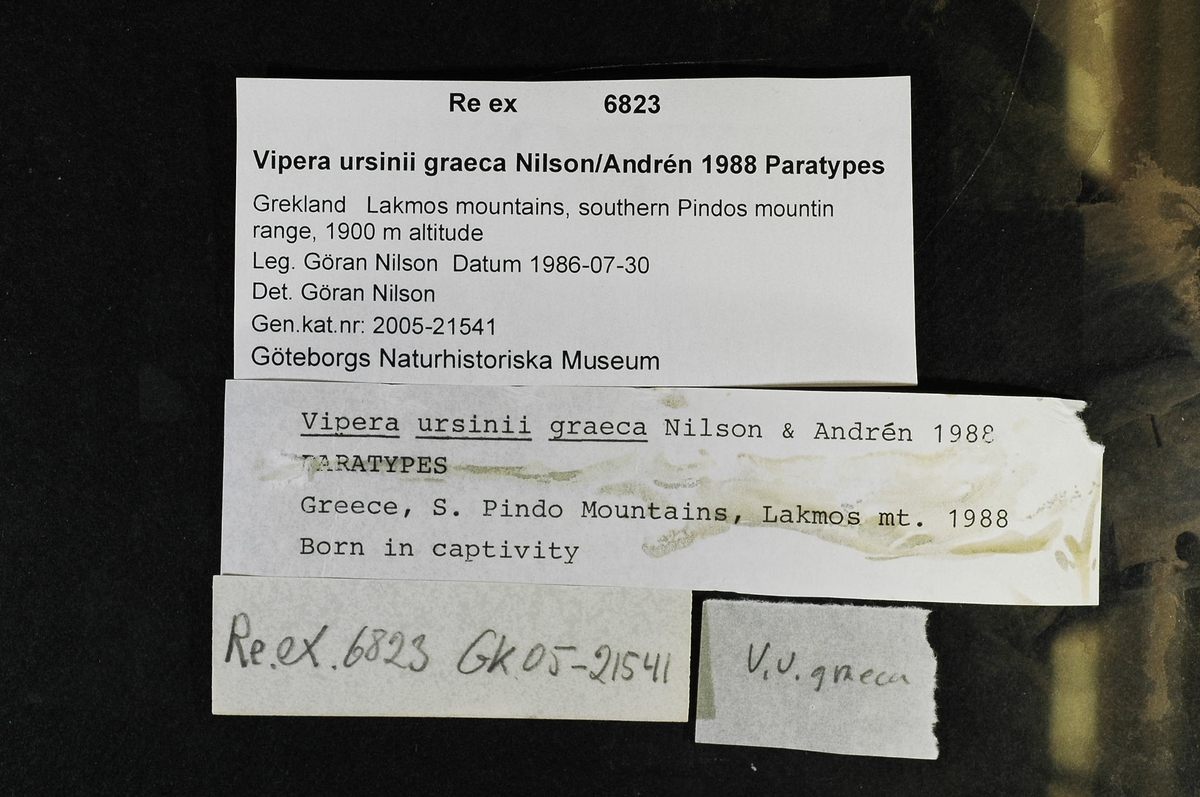 Re ex 6823
Vipera ursinii graeca Nilson/Andrén 1988 Paratypes
Grekland Lakmos mountains, southern Pindos mountin
range, 1900 m altitude
Leg. Göran Nilson Datum 1986-07-30
Det. Göran Nilson
Gen.kat.nr: 2005-21541
Göteborgs Naturhistoriska Museum
Vipera ursinii graeca Nilson & Andrén 1988
PARATYPES
Greece, S. Pindo Mountains, Lakmos mt. 1988
Born in captivity
Re.ex.6823 GK 05-21541
V.u. graeca